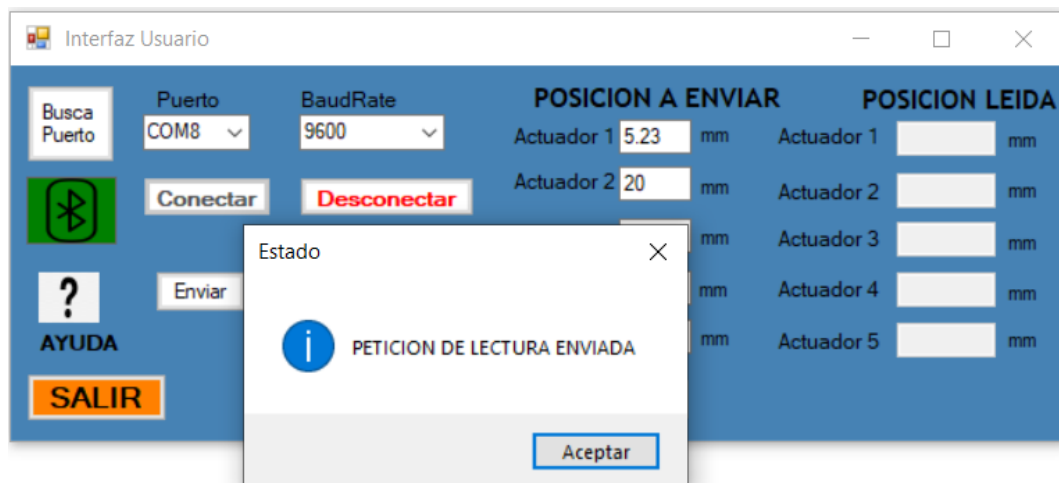 Interfaz Usuario
Busca
Puerto
Puerto
COM8
BaudRate
9600
Conectar
Desconectar
Enviar
?
AYUDA
SALIR
POSICION A ENVIAR
Actuador 1 5.23 mm
Actuador 2 20 mm
mm
mm
mm
POSICION LEIDA
Actuador 1 mm
Actuador 2 mm
Actuador 3 mm
Actuador 4 mm
Actuador 5 mm
Estado
i
PETICION DE LECTURA ENVIADA
Aceptar